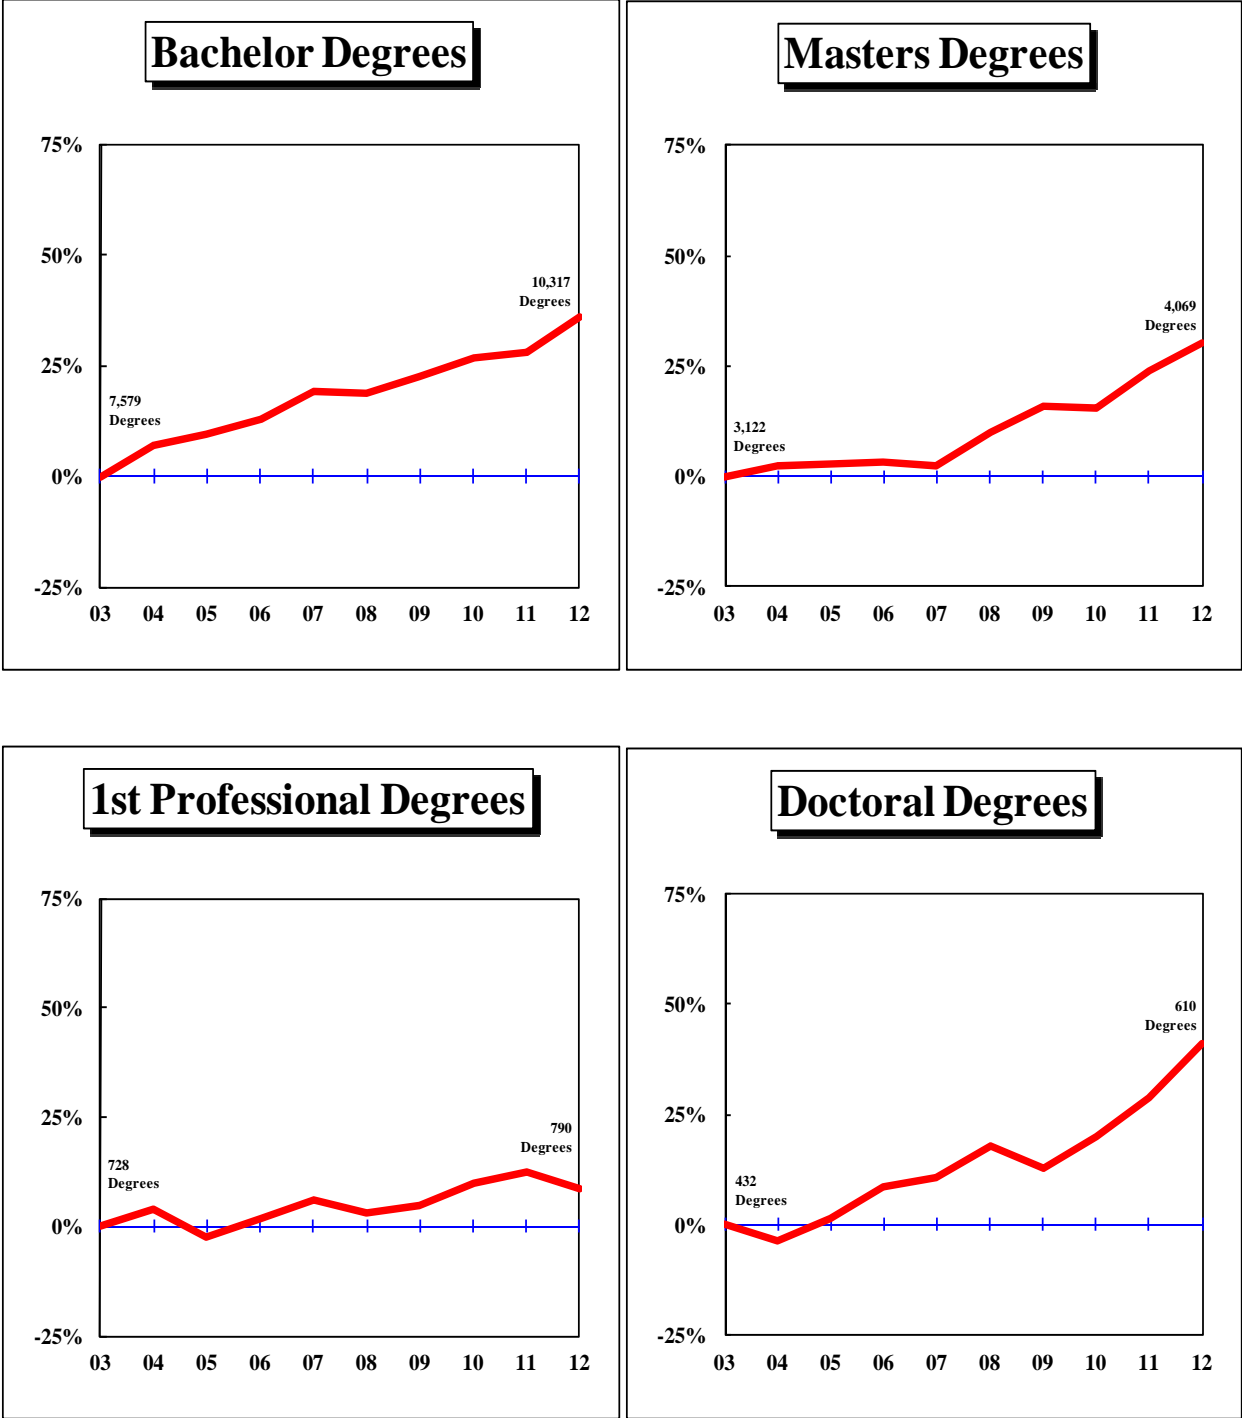 Bachelor Degrees
75%
50%
25%
0%
-25%
10,317
Degrees
7,579
Degrees
03 04 05 06 07 08 09 10 11 12
Masters Degrees
75%
50%
25%
0%
-25%
4,069
Degrees
3,122
Degrees
03 04 05 06 07 08 09 10 11 12
1st Professional Degrees
75%
50%
25%
0%
-25%
790
Degrees
728
Degrees
03 04 05 06 07 08 09 10 11 12
Doctoral Degrees
75%
50%
25%
0%
-25%
610
Degrees
432
Degrees
03 04 05 06 07 08 09 10 11 12